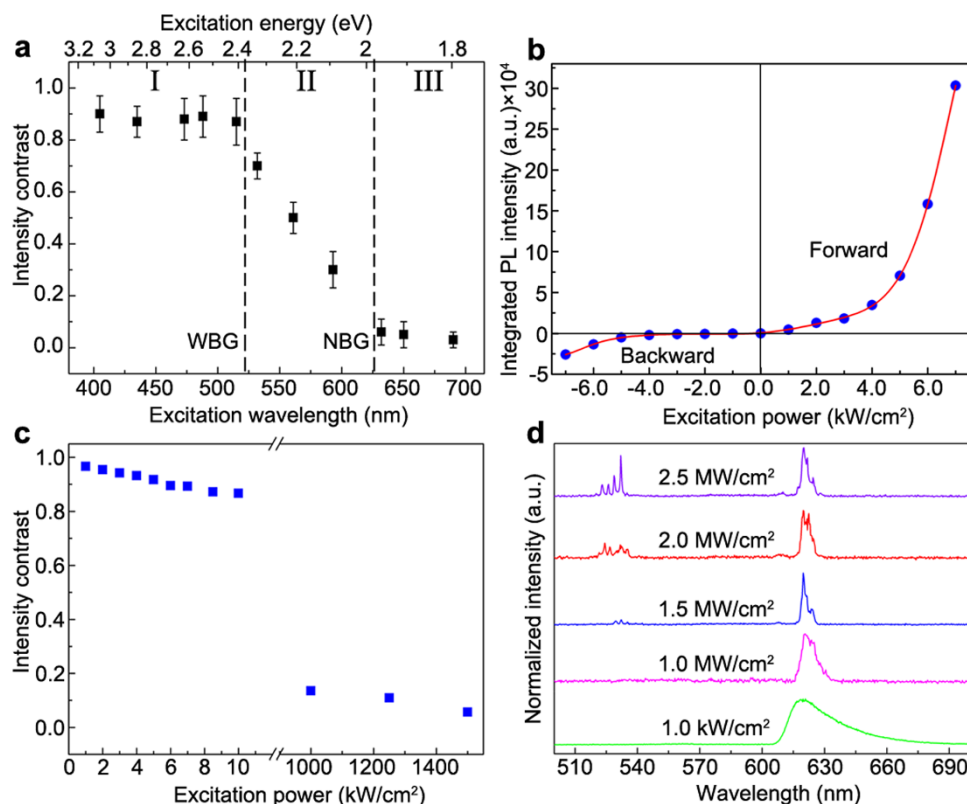 a
Excitation energy (eV)
3.2 3 2.8 2.6 2.4 2.2 2 1.8
I II III
1.0
0.8
0.6
0.4
0.2
0.0
Intensity contrast
WBG NBG
400 450 500 550 600 650 700
Excitation wavelength (nm)
b
Integrated PL intensity (a.u.)×10⁴
30
25
20
15
10
5
0
-5
Forward
Backward
-6.0 -4.0 -2.0 0.0 2.0 4.0 6.0
Excitation power (kW/cm²)
c
Intensity contrast
1.0
0.8
0.6
0.4
0.2
0.0
0 2 4 6 8 10 1000 1200 1400
Excitation power (kW/cm²)
d
Normalized intensity (a.u.)
2.5 MW/cm²
2.0 MW/cm²
1.5 MW/cm²
1.0 MW/cm²
1.0 kW/cm²
510 540 570 600 630 660 690
Wavelength (nm)